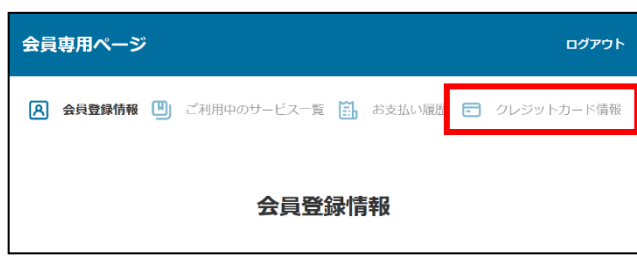 会員専用ページ ログアウト
会員登録情報 ご利用中のサービス一覧 お支払い履歴 クレジットカード情報
会員登録情報